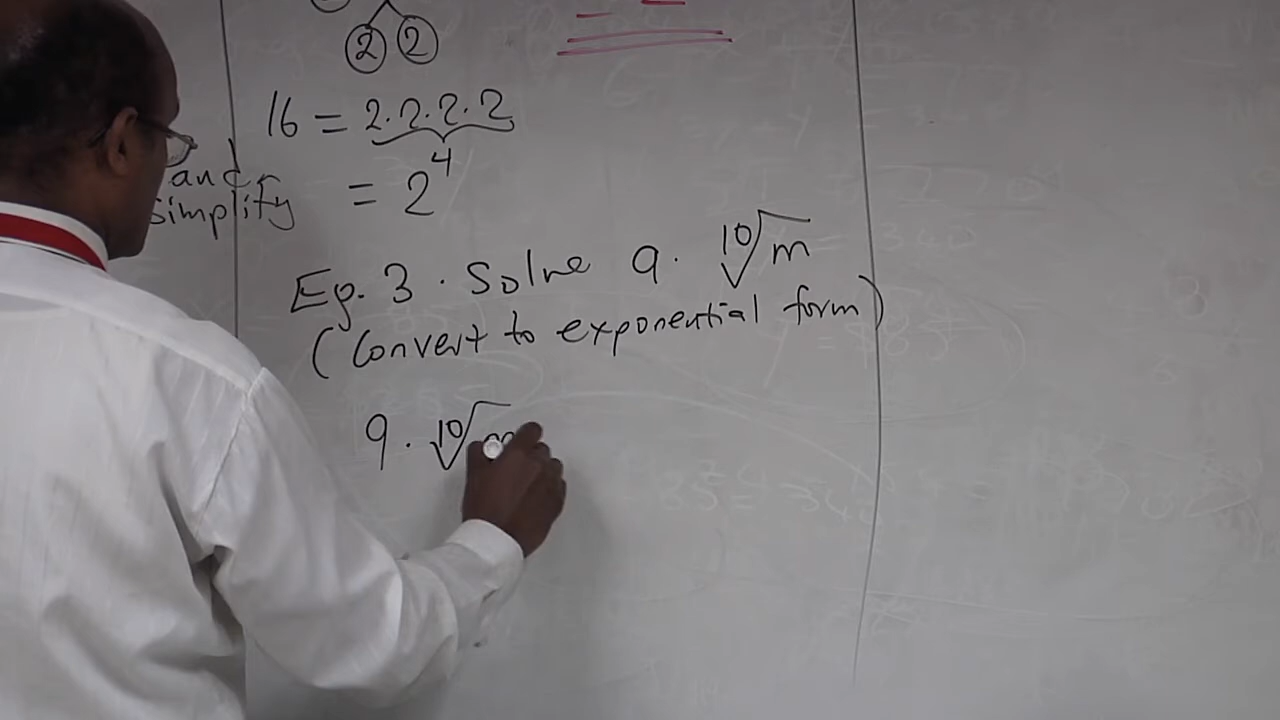 2 2
16 = 2.2.2.2
and
simplify = 2⁴
Eg. 3. Solve 9. ¹⁰√m
(Convert to exponential form)
9. ¹⁰√m